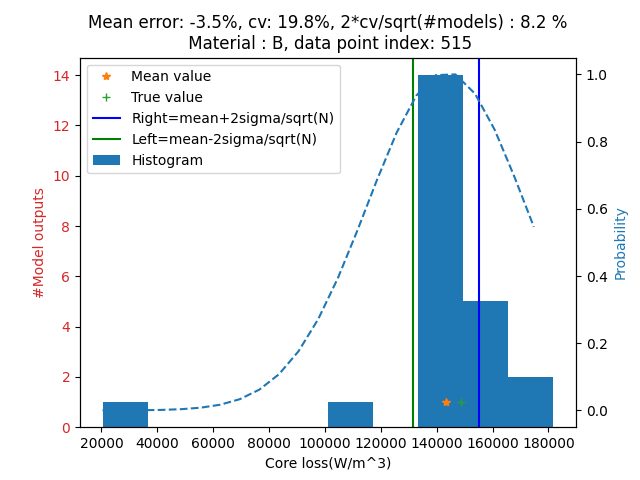 Mean error: -3.5%, cv: 19.8%, 2*cv/sqrt(#models) : 8.2 %
Material : B, data point index: 515
Mean value
True value
Right=mean+2sigma/sqrt(N)
Left=mean-2sigma/sqrt(N)
Histogram
#Model outputs
14
12
10
8
6
4
2
0
1.0
0.8
0.6
0.4
0.2
0.0
Probability
20000 40000 60000 80000 100000 120000 140000 160000 180000
Core loss(W/m^3)